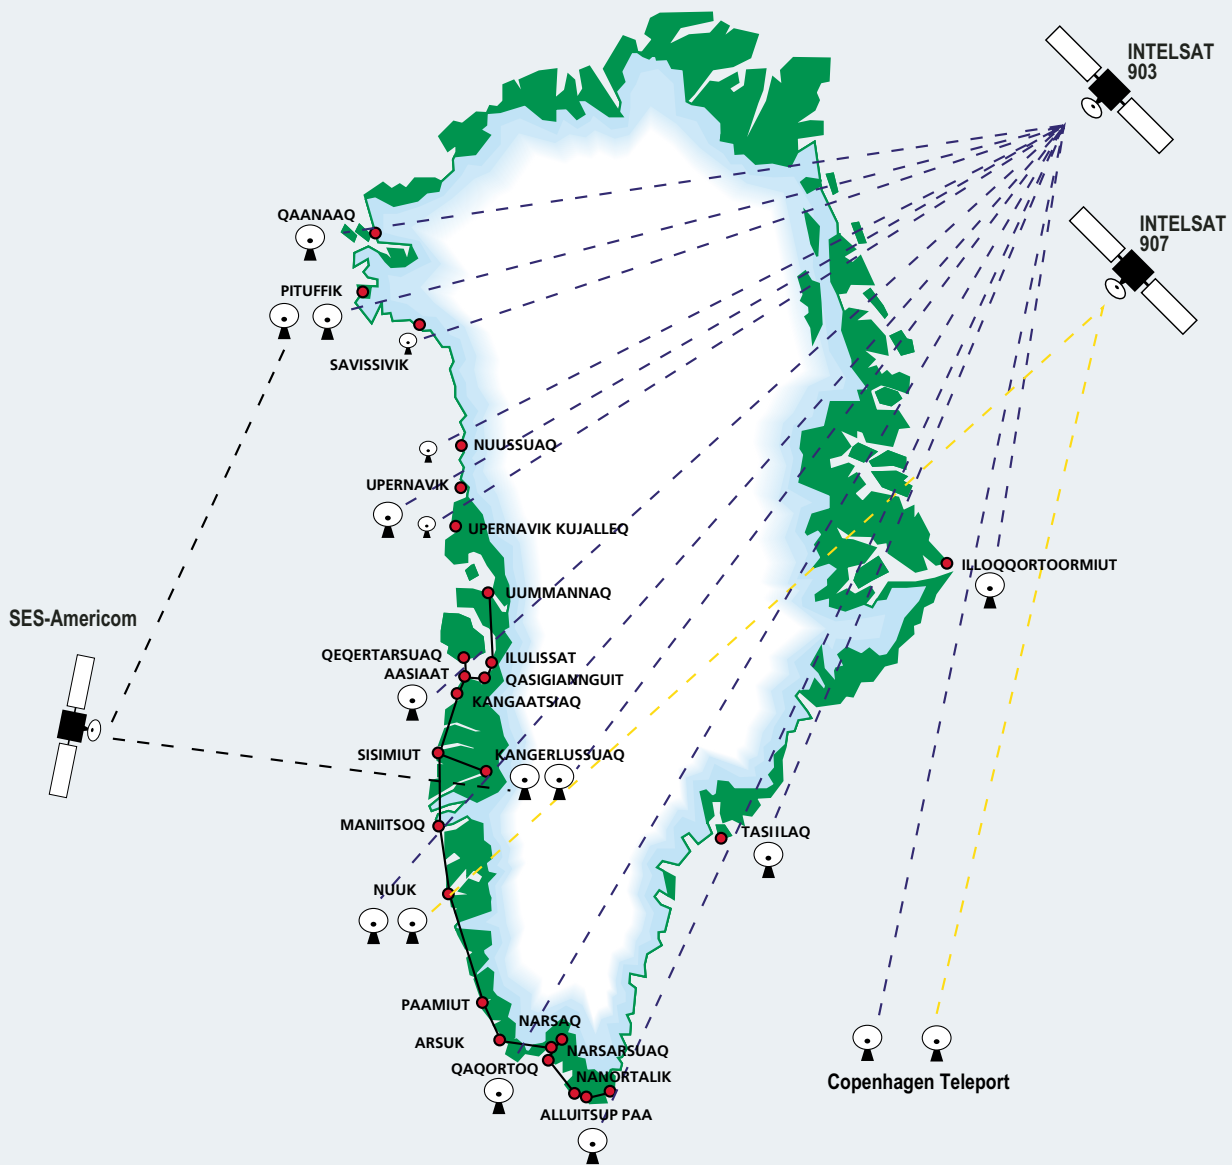 INTELSAT
903
QAANAAQ
INTELSAT
907
PITUFFIK
SAVISSIVIK
NUUSSUAQ
UPERNAVIK
UPERNAVIK KUJALLEQ
ILLOQQORTOORMIUT
UUMMANNAQ
SES-Americom
QEQERTARSUAQ
ILULISSAT
AASIAAT
QASIGIANNGUIT
KANGAATSIAQ
SISIMIUT
KANGERLUSSUAQ
MANIITSOQ
TASIILAQ
NUUK
PAAMIUT
NARSAQ
ARSUK
NARSARSUAQ
QAQORTOQ
NANORTALIK
Copenhagen Teleport
ALLUITSUP PAA